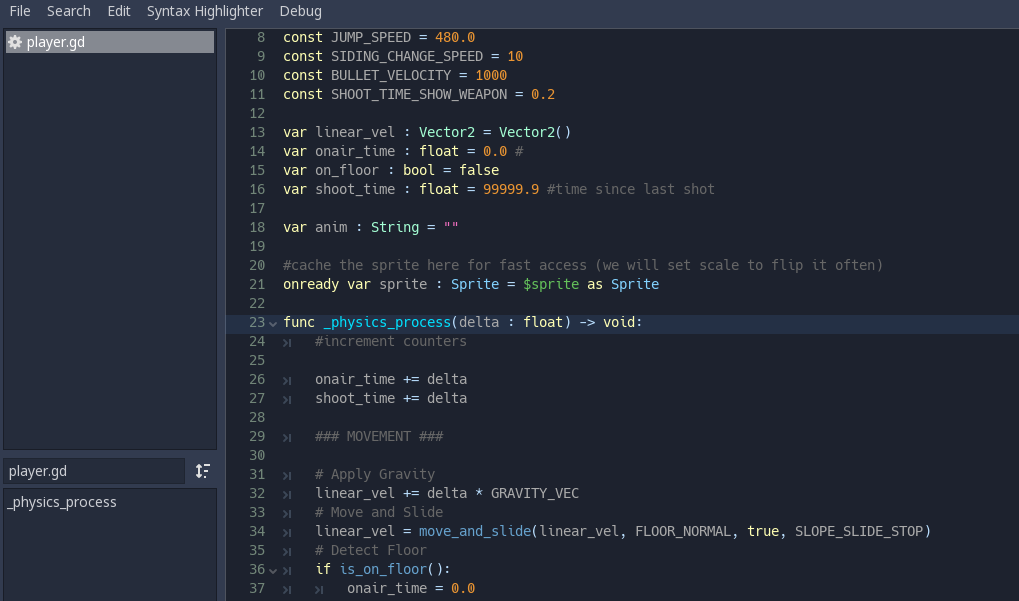 File Search Edit Syntax Highlighter Debug
player.gd
player.gd
_physics_process
8 const JUMP_SPEED = 480.0
9 const SIDING_CHANGE_SPEED = 10
10 const BULLET_VELOCITY = 1000
11 const SHOOT_TIME_SHOW_WEAPON = 0.2
12
13 var linear_vel : Vector2 = Vector2()
14 var onair_time : float = 0.0 #
15 var on_floor : bool = false
16 var shoot_time : float = 99999.9 #time since last shot
17
18 var anim : String = ""
19
20 #cache the sprite here for fast access (we will set scale to flip it often)
21 onready var sprite : Sprite = $sprite as Sprite
22
23 func _physics_process(delta : float) -> void:
24 #increment counters
25
26 onair_time += delta
27 shoot_time += delta
28
29 ### MOVEMENT ###
30
31 # Apply Gravity
32 linear_vel += delta * GRAVITY_VEC
33 # Move and Slide
34 linear_vel = move_and_slide(linear_vel, FLOOR_NORMAL, true, SLOPE_SLIDE_STOP)
35 # Detect Floor
36 if is_on_floor():
37 onair_time = 0.0